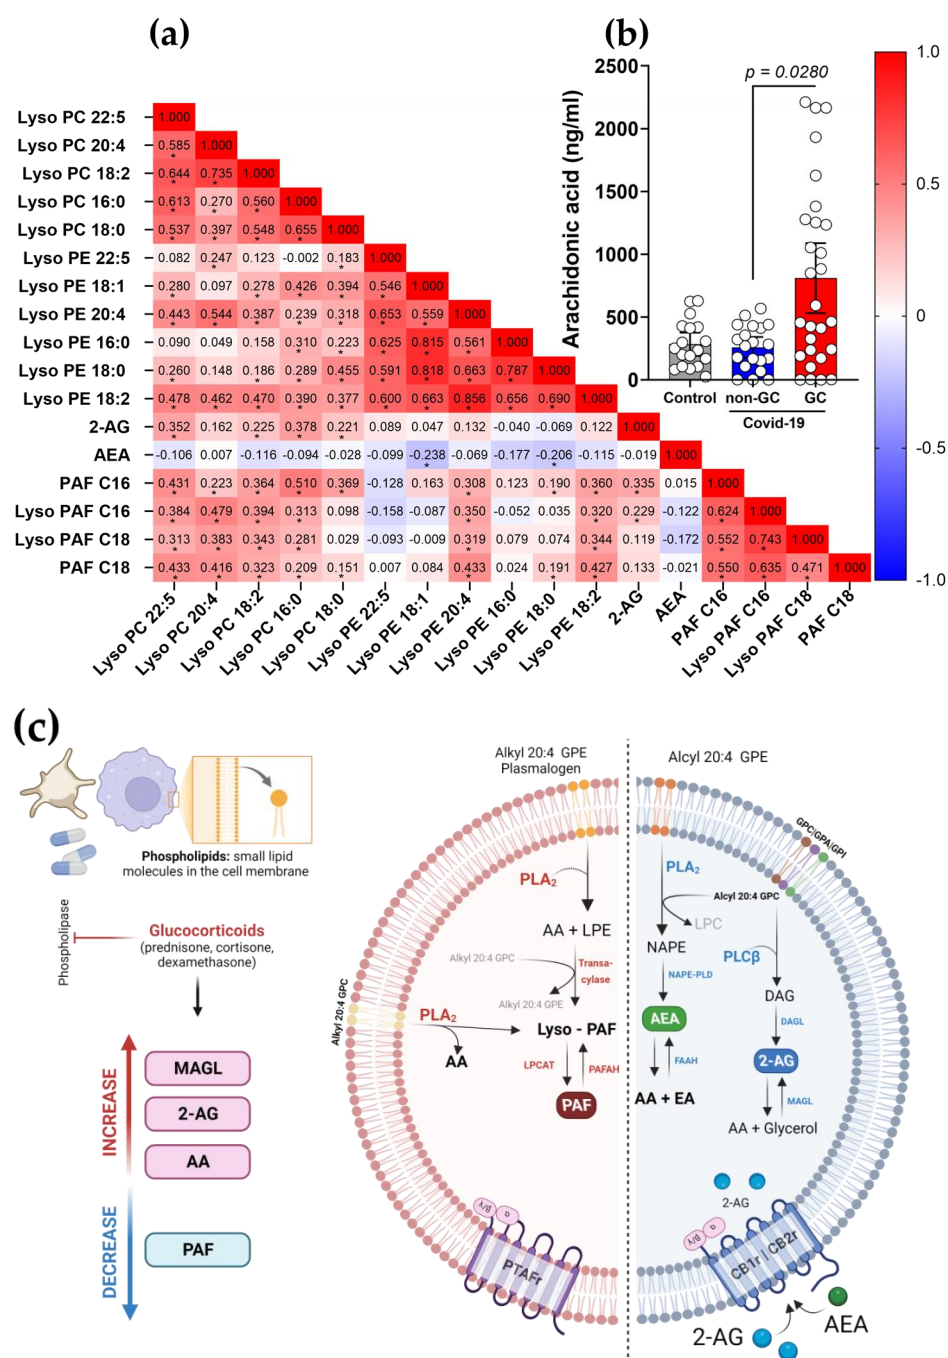 (a)
(b)
Lyso PC 22:5 1.000
Lyso PC 20:4 0.585 * 1.000
Lyso PC 18:2 0.644 * 0.735 * 1.000
Lyso PC 16:0 0.613 * 0.270 * 0.560 * 1.000
Lyso PC 18:0 0.537 * 0.397 * 0.548 * 0.655 * 1.000
Lyso PE 22:5 0.082 0.247 * 0.123 -0.002 0.183 * 1.000
Lyso PE 18:1 0.280 * 0.097 0.278 * 0.426 * 0.394 * 0.546 * 1.000
Lyso PE 20:4 0.443 * 0.544 * 0.387 * 0.239 * 0.318 * 0.653 * 0.559 * 1.000
Lyso PE 16:0 0.090 0.049 0.158 0.310 * 0.223 * 0.625 * 0.815 * 0.561 * 1.000
Lyso PE 18:0 0.260 * 0.148 0.186 * 0.289 * 0.455 * 0.591 * 0.818 * 0.663 * 0.787 * 1.000
Lyso PE 18:2 0.478 * 0.462 * 0.470 * 0.390 * 0.377 * 0.600 * 0.663 * 0.856 * 0.656 * 0.690 * 1.000
2-AG 0.352 * 0.162 0.225 * 0.378 * 0.221 * 0.089 0.047 0.132 -0.040 -0.069 0.122 1.000
AEA -0.106 0.007 -0.116 -0.094 -0.028 -0.099 -0.238 * -0.069 -0.177 -0.206 * -0.115 -0.019 1.000
PAF C16 0.431 * 0.223 * 0.364 * 0.510 * 0.369 * -0.128 0.163 0.308 * 0.123 0.190 * 0.360 * 0.335 * 0.015 1.000
Lyso PAF C16 0.384 * 0.479 * 0.394 * 0.313 * 0.098 -0.158 -0.087 0.350 * -0.052 0.035 0.320 * 0.229 * -0.122 0.624 * 1.000
Lyso PAF C18 0.313 * 0.383 * 0.343 * 0.281 * 0.029 -0.093 -0.009 0.319 * 0.079 0.074 0.344 * 0.119 -0.172 0.552 * 0.743 * 1.000
PAF C18 0.433 * 0.416 * 0.323 * 0.209 * 0.151 * 0.007 0.084 0.433 * 0.024 0.191 * 0.427 * 0.133 -0.021 0.550 * 0.635 * 0.471 * 1.000
Lyso PC 22:5
Lyso PC 20:4
Lyso PC 18:2
Lyso PC 16:0
Lyso PC 18:0
Lyso PE 22:5
Lyso PE 18:1
Lyso PE 20:4
Lyso PE 16:0
Lyso PE 18:0
Lyso PE 18:2
2-AG
AEA
PAF C16
Lyso PAF C16
Lyso PAF C18
PAF C18
Arachidonic acid (ng/ml)
2500
2000
1500
1000
500
0
p = 0.0280
Control non-GC GC
Covid-19
1.0
0.5
0
-0.5
-1.0
(c)
Phospholipids: small lipid
molecules in the cell membrane
Phospholipase
Glucocorticoids
(prednisone, cortisone,
dexamethasone)
INCREASE
MAGL
2-AG
AA
DECREASE
PAF
Alkyl 20:4 GPE
Plasmalogen
PLA2
AA + LPE
Alkyl 20:4 GPC
Transa-
cylase
Alkyl 20:4 GPE
Alkyl 20:4 GPC
PLA2
Lyso - PAF
AA
LPCAT
PAFAH
PAF
β/γ
α
PTAFr
Alcyl 20:4 GPE
GPC|GPA|GPI
PLA2
Alcyl 20:4 GPC
LPC
NAPE
PLCβ
NAPE-PLD
DAG
AEA
DAGL
2-AG
FAAH
AA + EA
MAGL
AA + Glycerol
2-AG
β/γ
α
CB1r | CB2r
2-AG
AEA